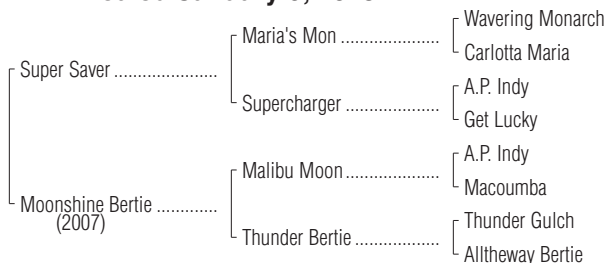 Wavering Monarch
Maria's Mon
Carlotta Maria
Super Saver
A.P. Indy
Supercharger
Get Lucky
A.P. Indy
Malibu Moon
Macoumba
Moonshine Bertie
(2007)
Thunder Gulch
Thunder Bertie
Alltheway Bertie